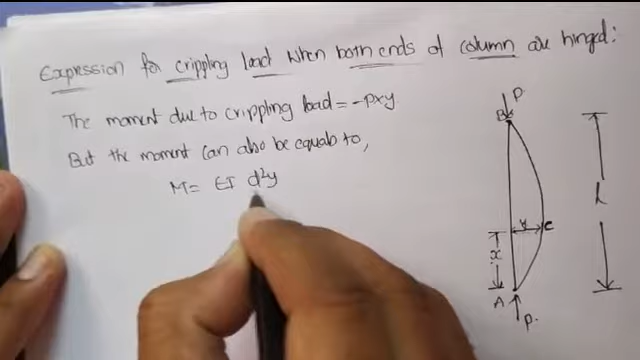 Expression for crippling load when both ends of column are hinged:
The moment due to crippling load = -p×y
But the moment can also be equals to,
M = EI d²y
P
B
y
C
x
A
P.
l